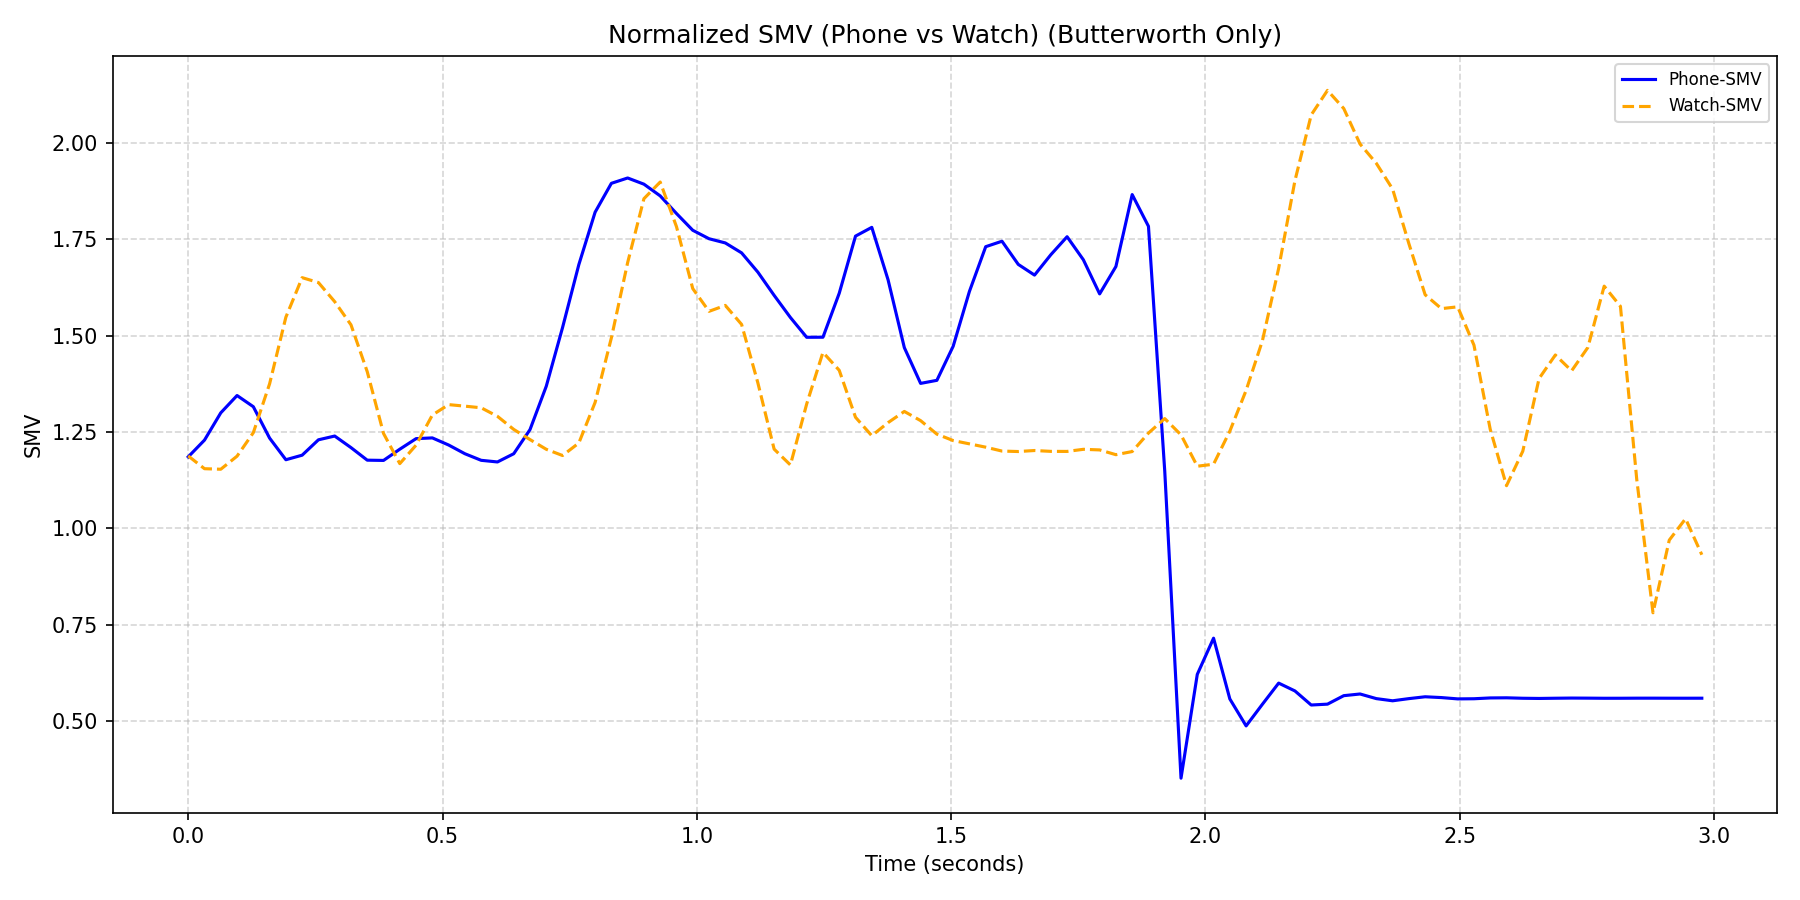 Normalized SMV (Phone vs Watch) (Butterworth Only)
Phone-SMV
Watch-SMV
2.00
1.75
1.50
1.25
1.00
0.75
0.50
SMV
0.0 0.5 1.0 1.5 2.0 2.5 3.0
Time (seconds)